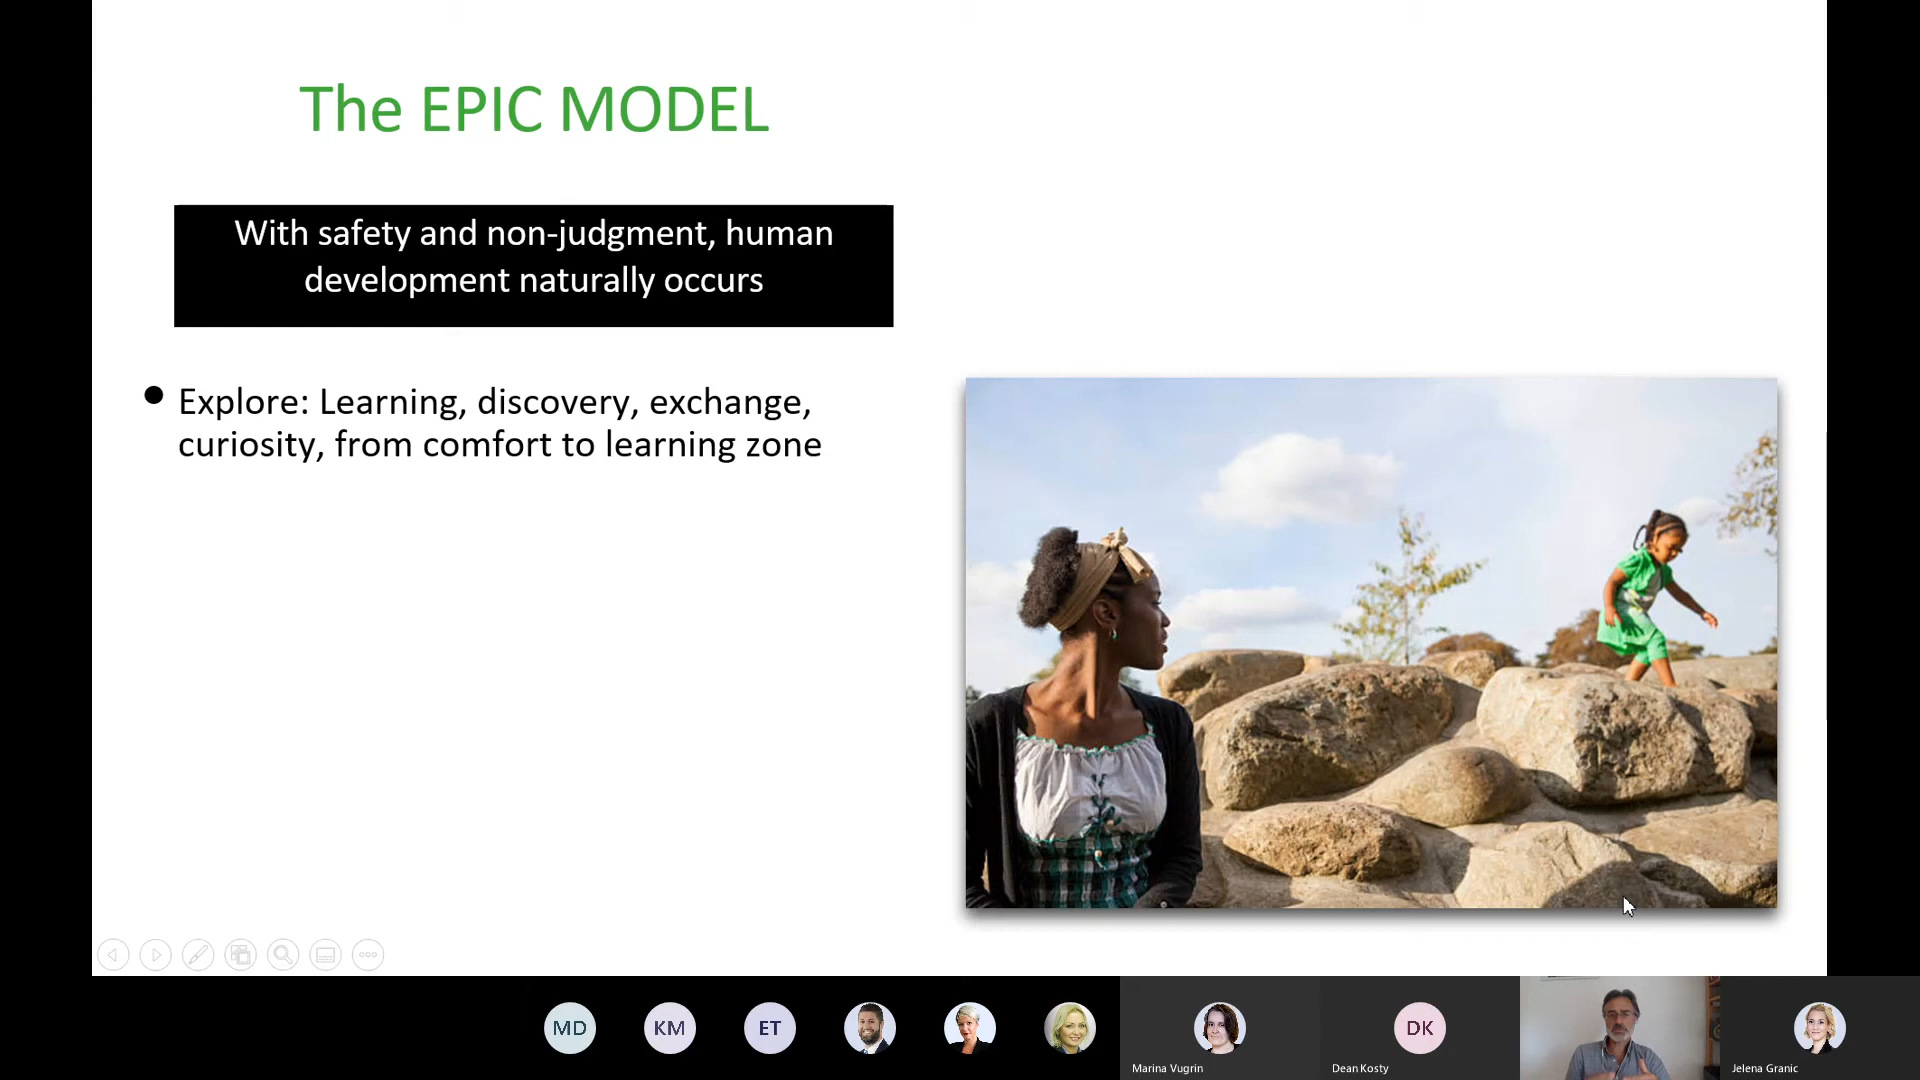 The EPIC MODEL
With safety and non-judgment, human
development naturally occurs
Explore: Learning, discovery, exchange,
curiosity, from comfort to learning zone
MD
KM
ET
DK
Marina Vugrin
Dean Kosty
Jelena Granic